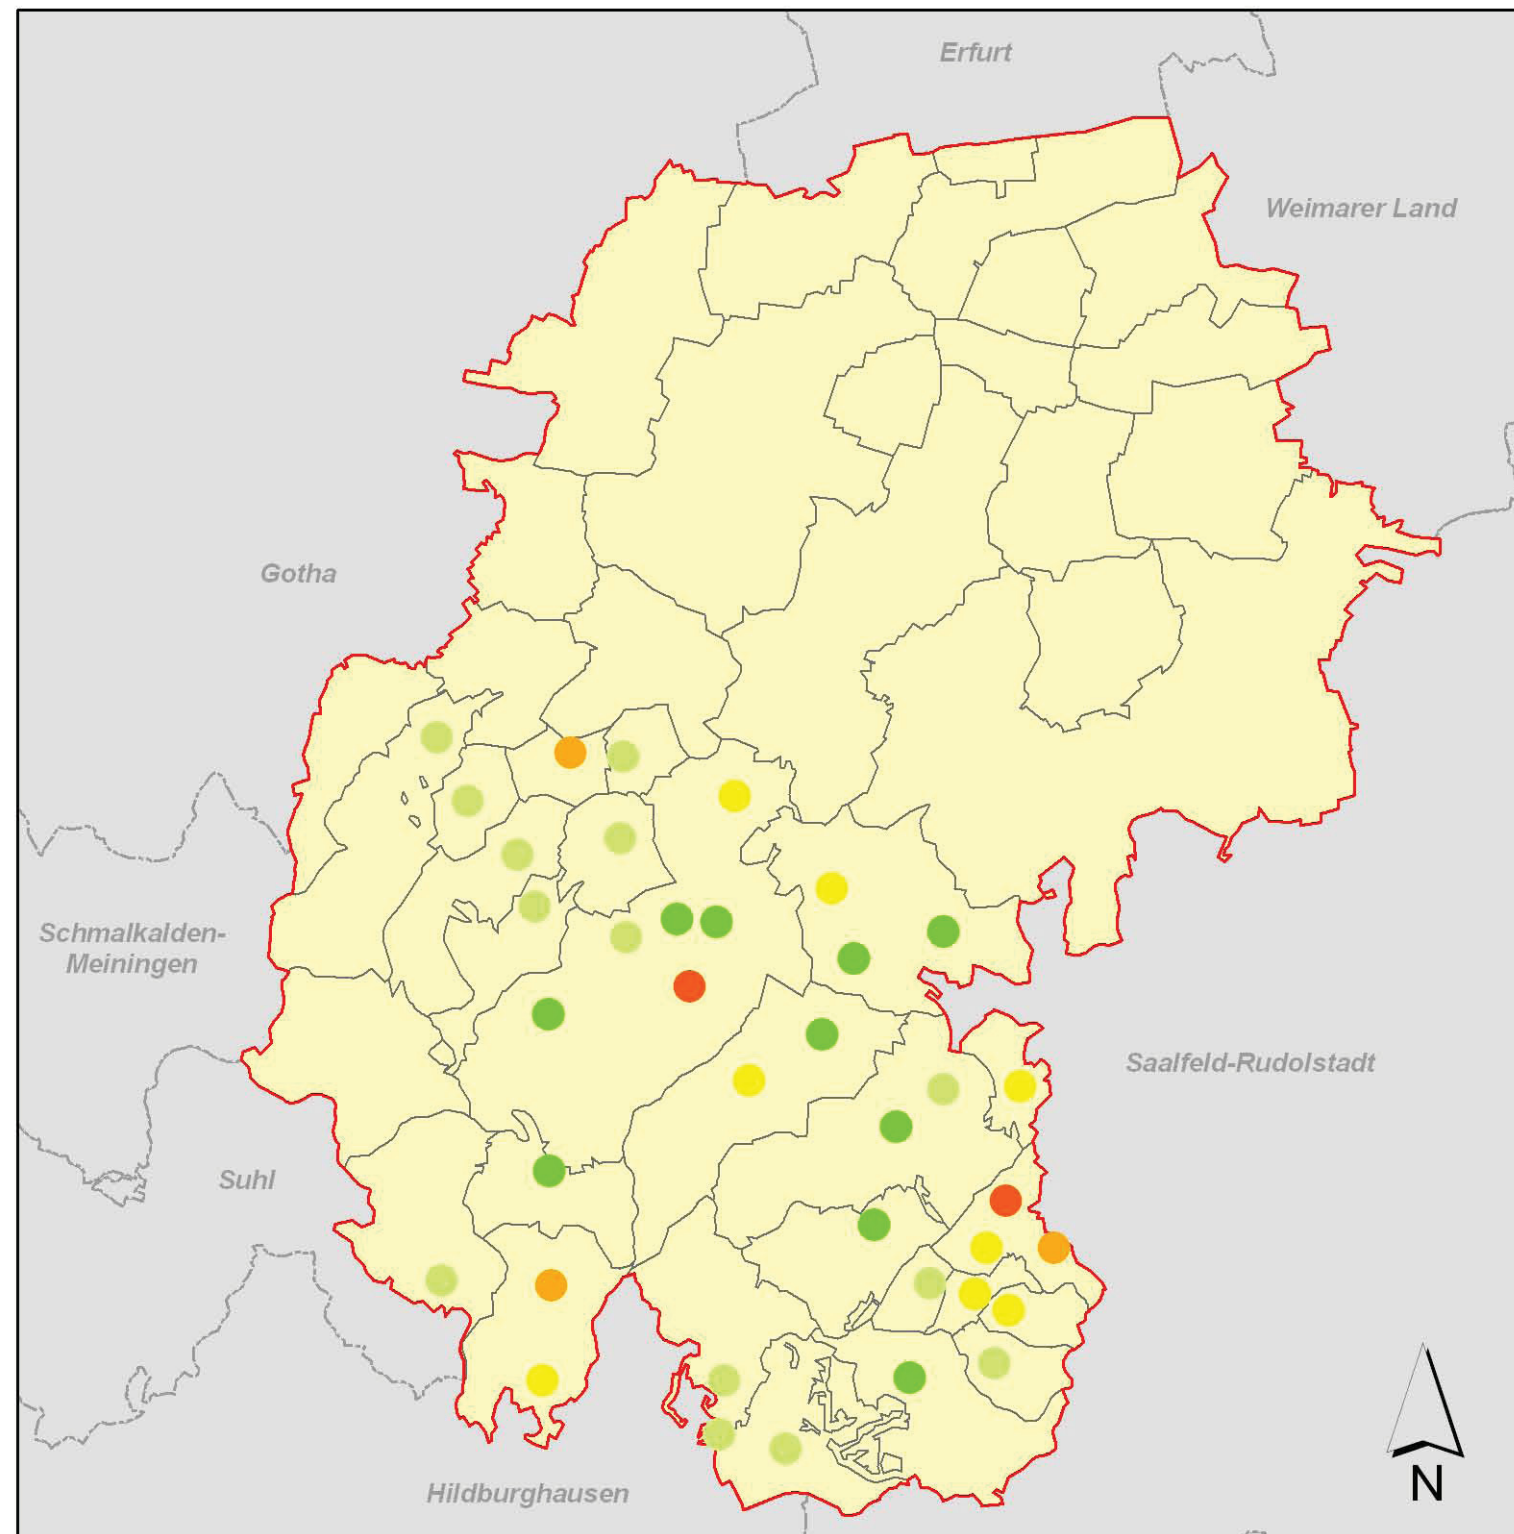 Erfurt
Weimarer Land
Gotha
Schmalkalden-
Meiningen
Saalfeld-Rudolstadt
Suhl
Hildburghausen
N